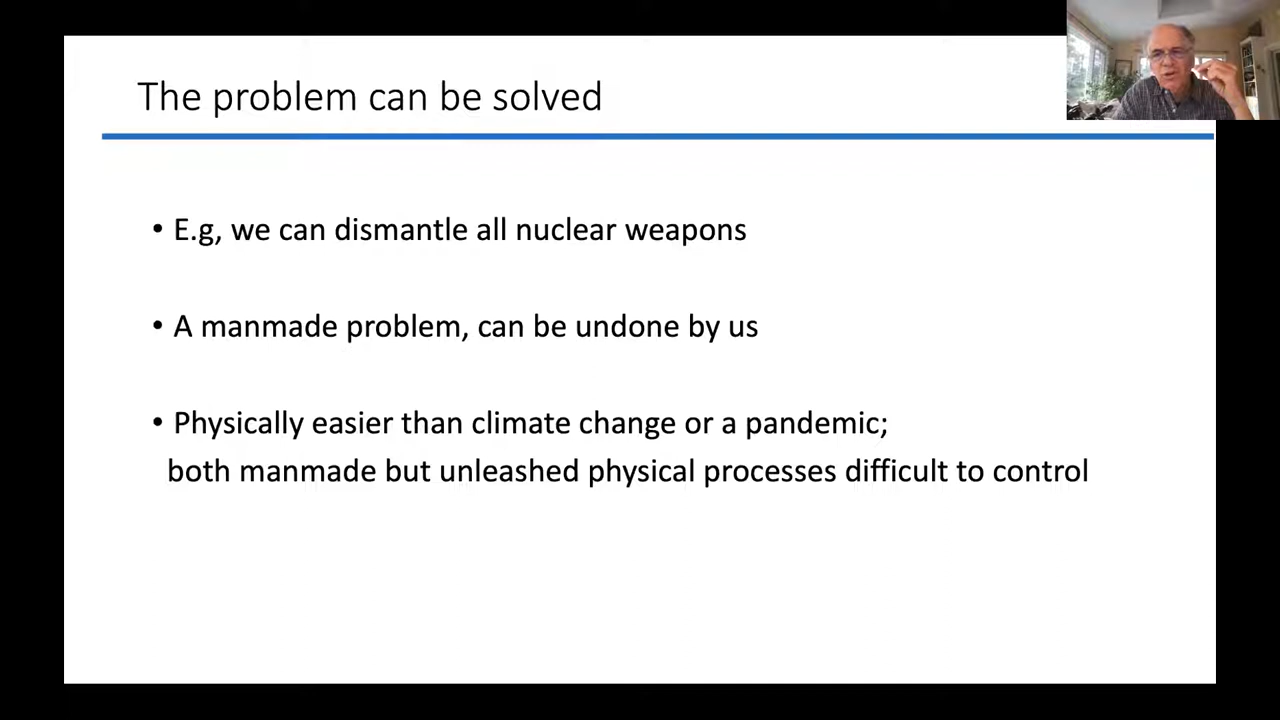 The problem can be solved
• E.g, we can dismantle all nuclear weapons
• A manmade problem, can be undone by us
• Physically easier than climate change or a pandemic;
both manmade but unleashed physical processes difficult to control